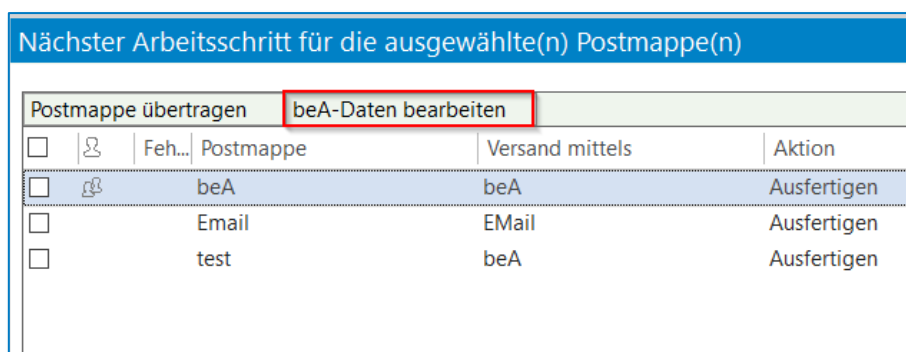 Nächster Arbeitsschritt für die ausgewählte(n) Postmappe(n)
Postmappe übertragen beA-Daten bearbeiten
Feh... Postmappe Versand mittels Aktion
beA beA Ausfertigen
Email EMail Ausfertigen
test beA Ausfertigen